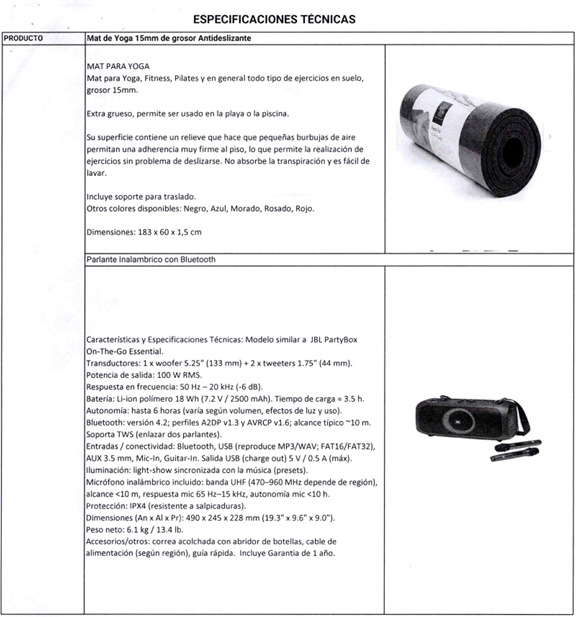 ESPECIFICACIONES TÉCNICAS
PRODUCTO
Mat de Yoga 15mm de grosor Antideslizante
MAT PARA YOGA
Mat para Yoga, Fitness, Pilates y en general todo tipo de ejercicios en suelo,
grosor 15mm.
Extra grueso, permite ser usado en la playa o la piscina.
Su superficie contiene un relieve que hace que pequeñas burbujas de aire
permitan una adherencia muy firme al piso, lo que permite la realización de
ejercicios sin problema de deslizarse. No absorbe la transpiración y es fácil de
lavar.
Incluye soporte para traslado.
Otros colores disponibles: Negro, Azul, Morado, Rosado, Rojo.
Dimensiones: 183 x 60 x 1,5 cm
Parlante Inalambrico con Bluetooth
Características y Especificaciones Técnicas: Modelo similar a JBL PartyBox
On-The-Go Essential.
Transductores: 1 x woofer 5.25" (133 mm) + 2 x tweeters 1.75" (44 mm).
Potencia de salida: 100 W RMS.
Respuesta en frecuencia: 50 Hz – 20 kHz (-6 dB).
Batería: Li-ion polímero 18 Wh (7.2 V / 2500 mAh). Tiempo de carga ≈ 3.5 h.
Autonomía: hasta 6 horas (varía según volumen, efectos de luz y uso).
Bluetooth: versión 4.2; perfiles A2DP v1.3 y AVRCP v1.6; alcance típico ~10 m.
Soporta TWS (enlazar dos parlantes).
Entradas / conectividad: Bluetooth, USB (reproduce MP3/WAV; FAT16/FAT32),
AUX 3.5 mm, Mic-In, Guitar-In. Salida USB (charge out) 5 V / 0.5 A (máx).
Iluminación: light-show sincronizada con la música (presets).
Micrófono inalámbrico incluido: banda UHF (470–960 MHz depende de región),
alcance <10 m, respuesta mic 65 Hz–15 kHz, autonomía mic <10 h.
Protección: IPX4 (resistente a salpicaduras).
Dimensiones (An x Al x Pr): 490 x 245 x 228 mm (19.3" x 9.6" x 9.0").
Peso neto: 6.1 kg / 13.4 lb.
Accesorios/otros: correa acolchada con abridor de botellas, cable de
alimentación (según región), guía rápida. Incluye Garantia de 1 año.